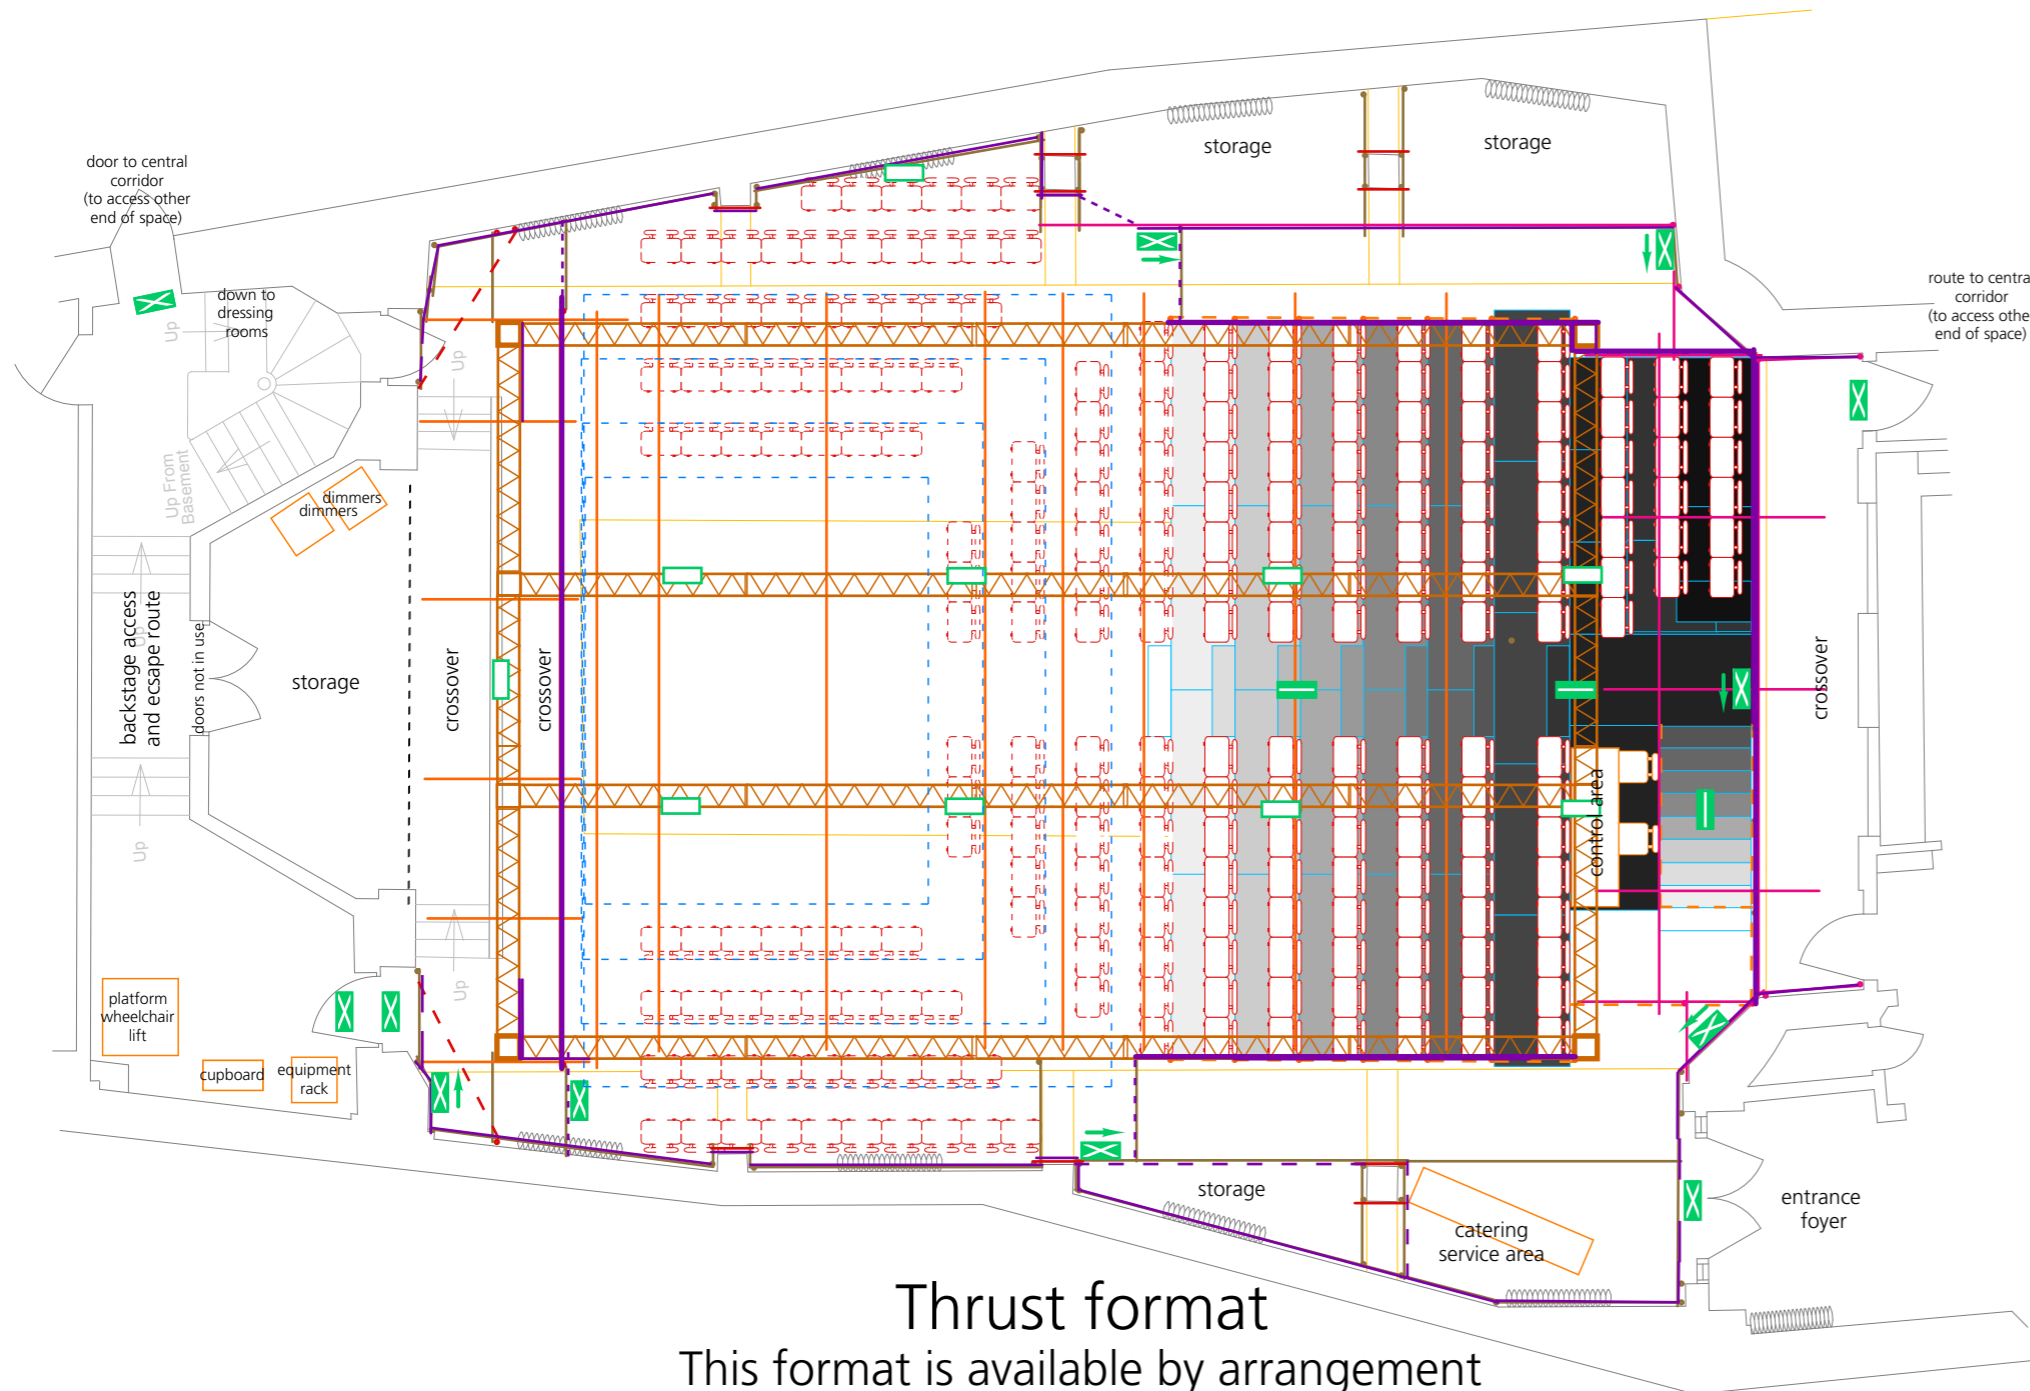 storage
storage
door to central
corridor
(to access other
end of space)
down to
dressing
rooms
route to centra
corridor
(to access othe
end of space)
Up
Up
Up From
Basement
dimmers
dimmers
backstage access
and ecsape route
Up
doors not in use
storage
crossover
crossover
crossover
control area
Up
Up
platform
wheelchair
lift
cupboard
equipment
rack
storage
catering
service area
entrance
foyer
Thrust format
This format is available by arrangement